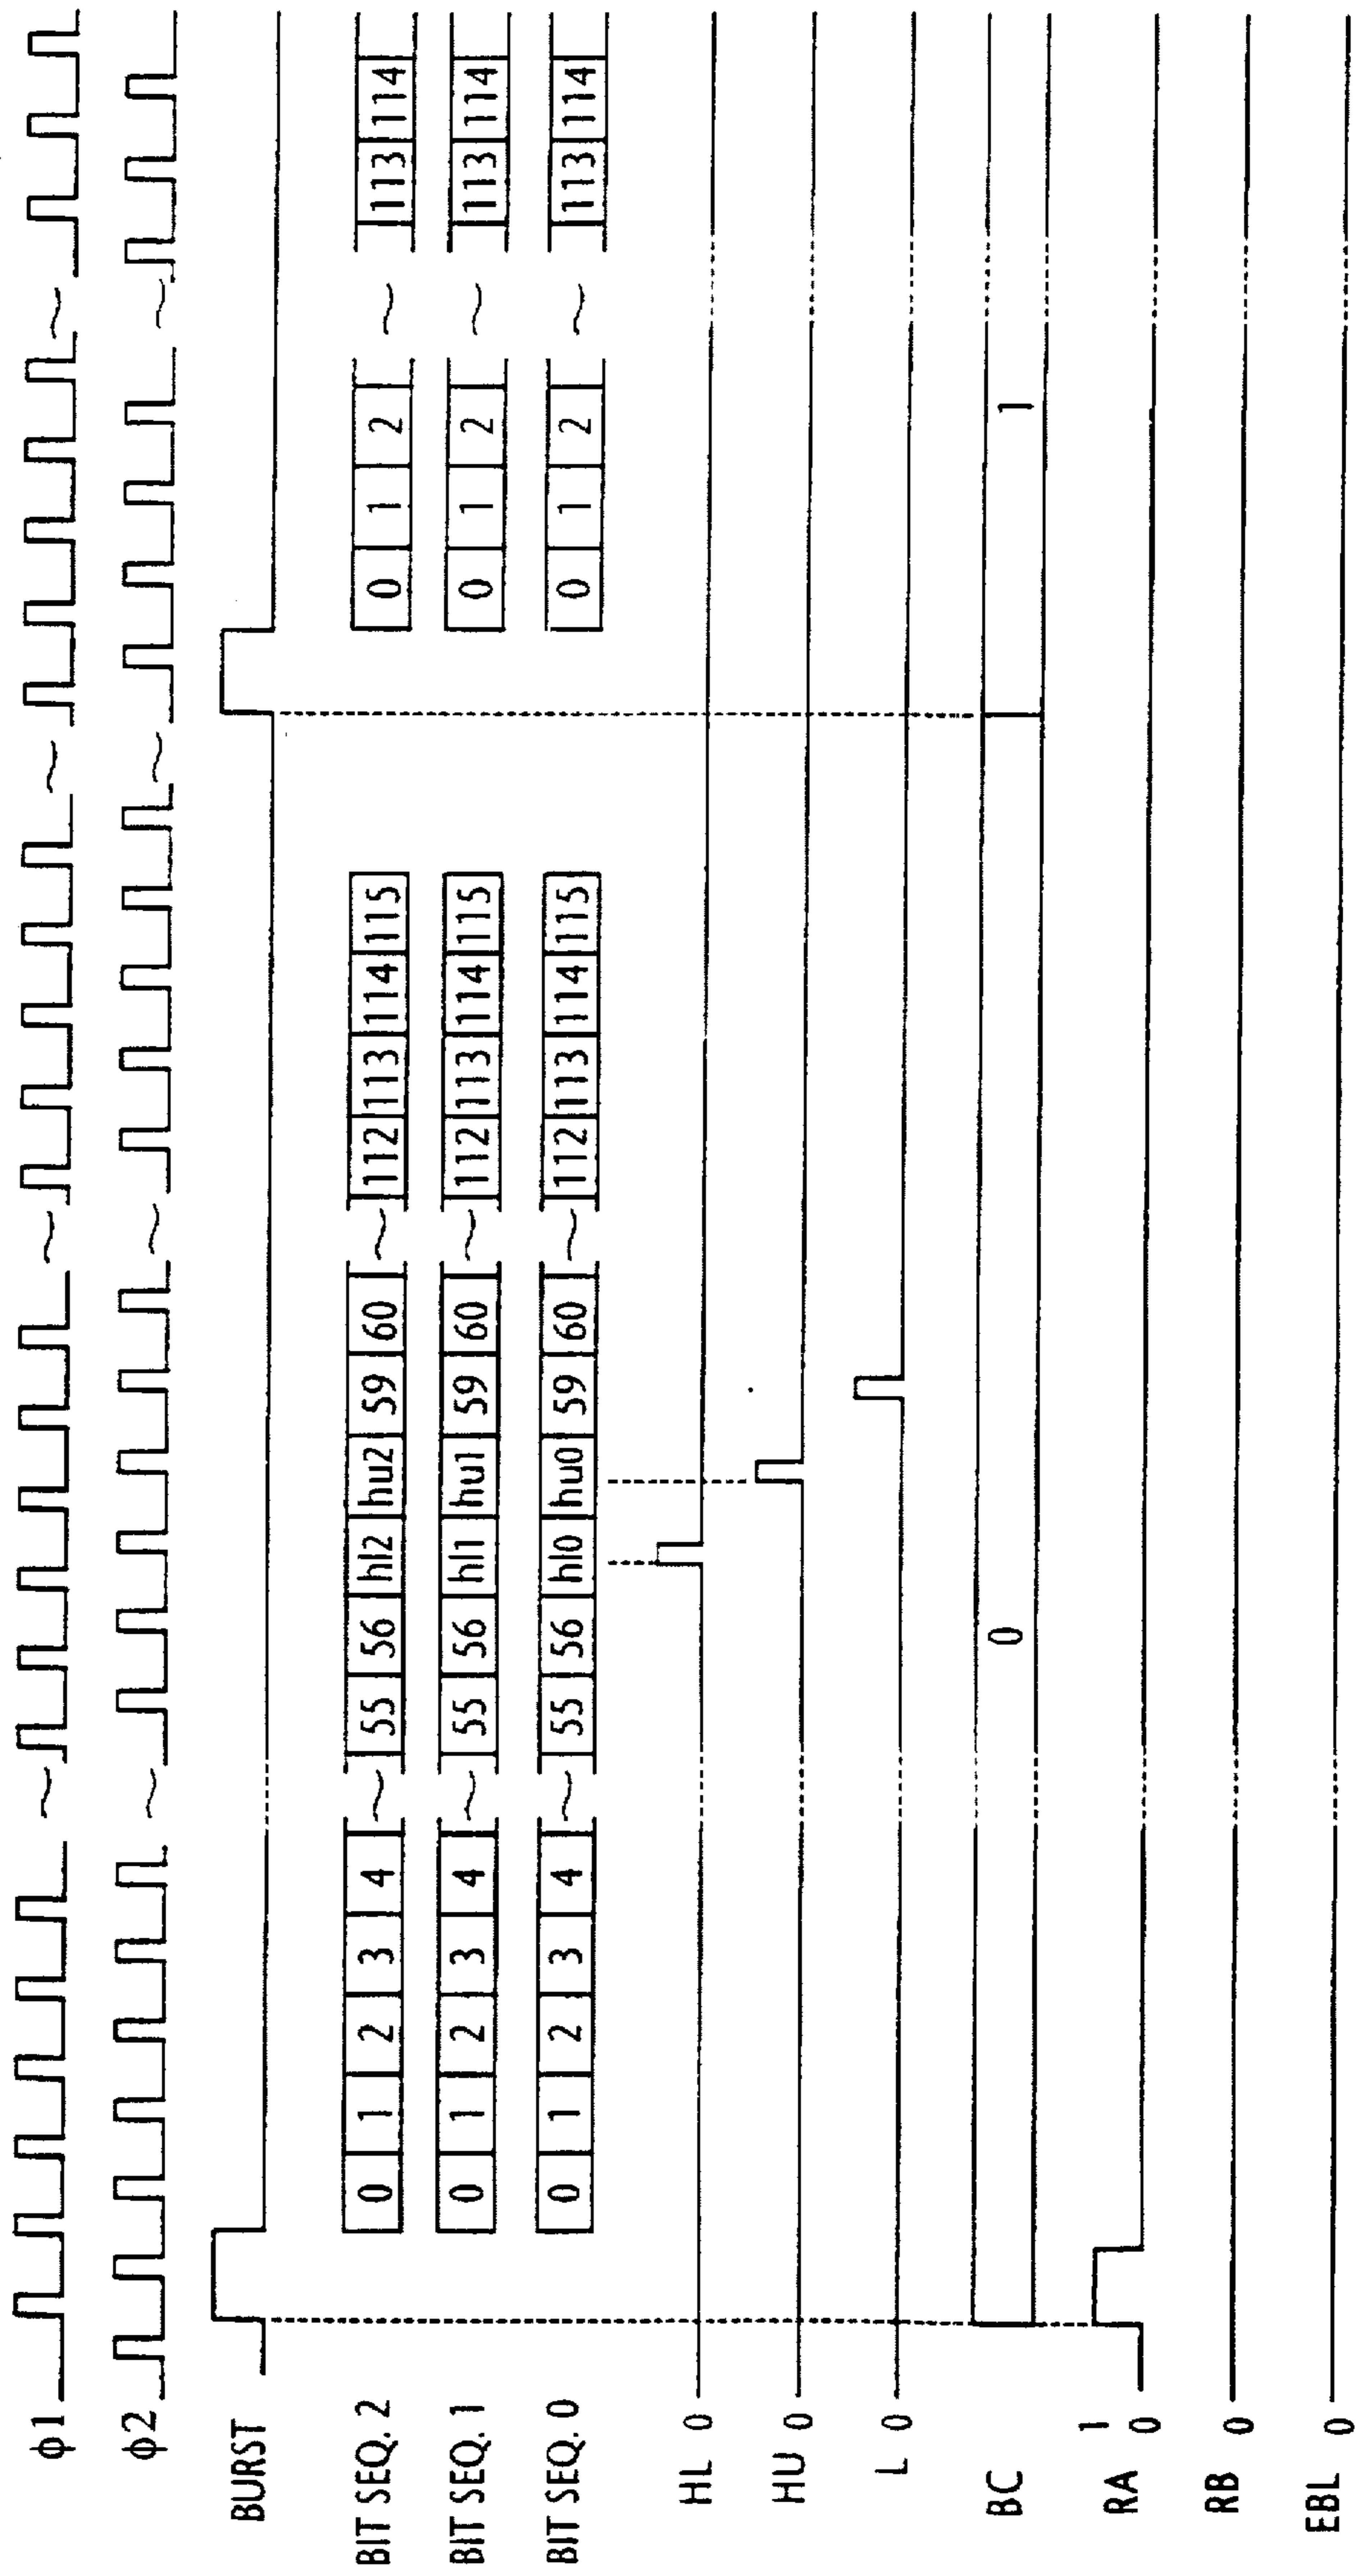 ϕ1
ϕ2
BURST
BIT SEQ. 2 0 1 2 3 4 ~ 55 56 hl2 hu2 59 60 ~ 112 113 114 115 0 1 2 ~ 113 114
BIT SEQ. 1 0 1 2 3 4 ~ 55 56 hl1 hu1 59 60 ~ 112 113 114 115 0 1 2 ~ 113 114
BIT SEQ. 0 0 1 2 3 4 ~ 55 56 hl0 hu0 59 60 ~ 112 113 114 115 0 1 2 ~ 113 114
HL 0
HU 0
L 0
BC 0 1
RA 1 0
RB 0
EBL 0